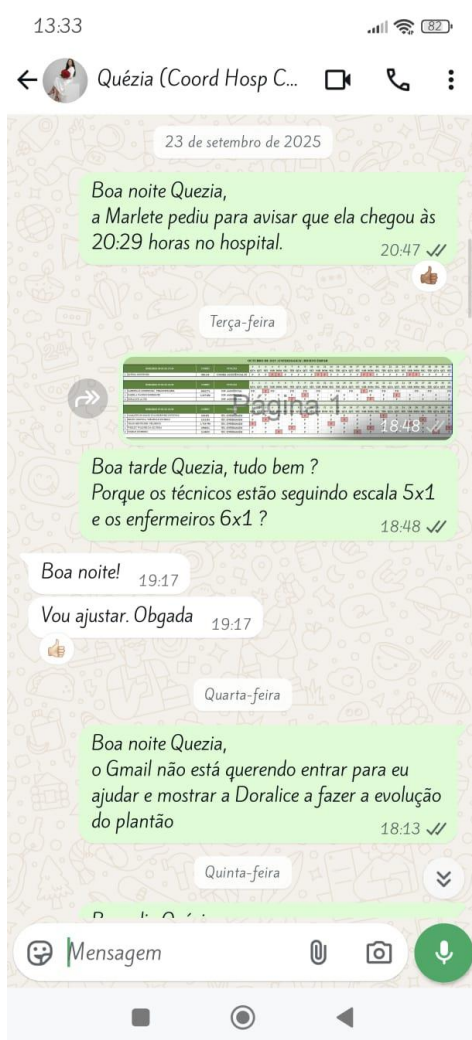 13:33
82
Quézia (Coord Hosp C...
23 de setembro de 2025
Boa noite Quezia,
a Marlete pediu para avisar que ela chegou às
20:29 horas no hospital.
20:47
Terça-feira
Página 1
18:48
Boa tarde Quezia, tudo bem ?
Porque os técnicos estão seguindo escala 5x1
e os enfermeiros 6x1 ?
18:48
Boa noite!
19:17
Vou ajustar. Obgada
19:17
Quarta-feira
Boa noite Quezia,
o Gmail não está querendo entrar para eu
ajudar e mostrar a Doralice a fazer a evolução
do plantão
18:13
Quinta-feira
Mensagem